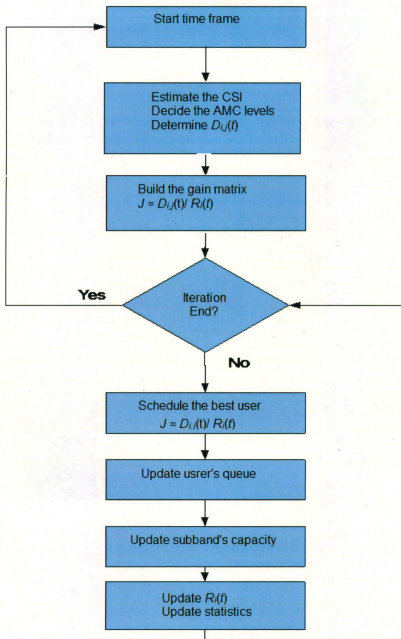 Start time frame
Estimate the CSI
Decide the AMC levels
Determine Di,j(t)
Build the gain matrix
J = Di,j(t)/ Ri(t)
Iteration
End?
Yes
No
Schedule the best user
J = Di,j(t)/ Ri(t)
Update usrer's queue
Update subband's capacity
Update Ri(t)
Update statistics